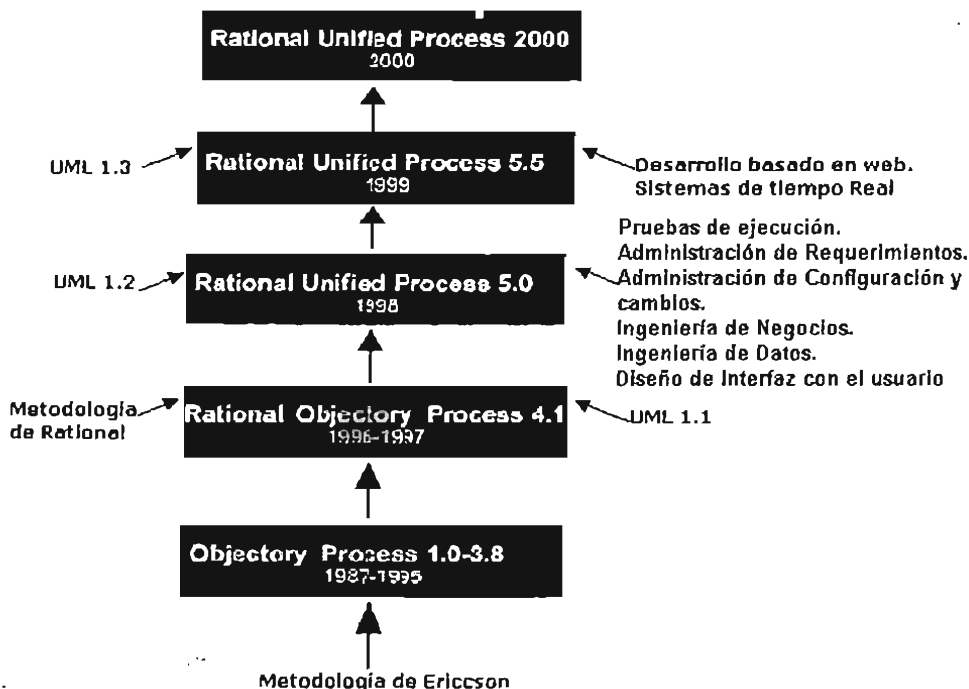 Rational Unified Process 2000
2000
UML 1.3
Rational Unified Process 5.5
1999
Desarrollo basado en web.
Sistemas de tiempo Real
UML 1.2
Rational Unified Process 5.0
1998
Pruebas de ejecución.
Administración de Requerimientos.
Administración de Configuración y
cambios.
Ingeniería de Negocios.
Ingeniería de Datos.
Diseño de Interfaz con el usuario
Metodología
de Rational
Rational Objectory Process 4.1
1996-1997
UML 1.1
Objectory Process 1.0-3.8
1987-1995
Metodología de Ericcson